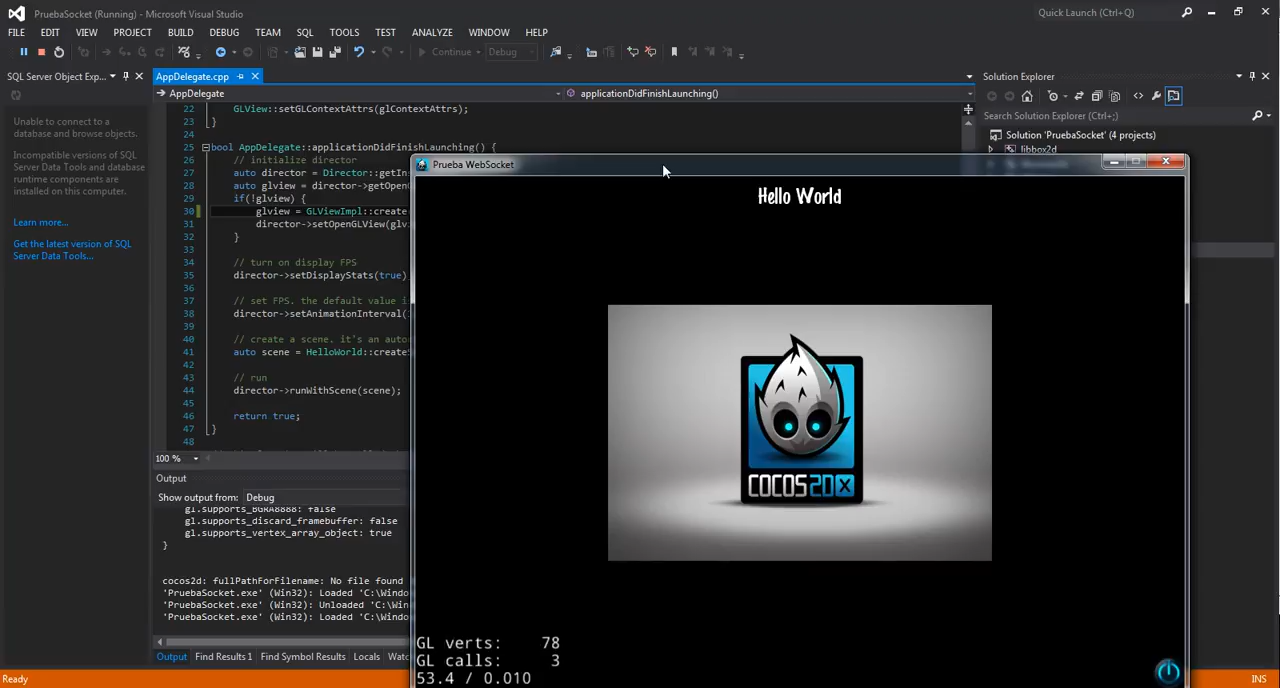 PruebaSocket (Running) - Microsoft Visual Studio
Quick Launch (Ctrl+Q)
FILE EDIT VIEW PROJECT BUILD DEBUG TEAM SQL TOOLS TEST ANALYZE WINDOW HELP
Continue Debug
SQL Server Object Exp...
Unable to connect to a
database and browse objects.
Incompatible versions of SQL
Server Data Tools and database
runtime components are
installed on this computer.
Learn more...
Get the latest version of SQL
Server Data Tools...
AppDelegate.cpp
AppDelegate applicationDidFinishLaunching()
22 GLView::setGLContextAttrs(glContextAttrs);
23 }
24
25 bool AppDelegate::applicationDidFinishLaunching() {
26 // initialize director
27 auto director = Director::getIns
28 auto glview = director->getOpenG
29 if(!glview) {
30 glview = GLViewImpl::create(
31 director->setOpenGLView(glv
32 }
33
34 // turn on display FPS
35 director->setDisplayStats(true)
36
37 // set FPS. the default value is
38 director->setAnimationInterval(1
39
40 // create a scene. it's an auto
41 auto scene = HelloWorld::createS
42
43 // run
44 director->runWithScene(scene);
45
46 return true;
47 }
48
100 %
Output
Show output from: Debug
gl.supports_BGRA8888: false
gl.supports_discard_framebuffer: false
gl.supports_vertex_array_object: true
}
cocos2d: fullPathForFilename: No file found
'PruebaSocket.exe' (Win32): Loaded 'C:\Windo
'PruebaSocket.exe' (Win32): Unloaded 'C:\Win
'PruebaSocket.exe' (Win32): Loaded 'C:\Windo
Output Find Results 1 Find Symbol Results Locals Watc
Ready
INS
Solution Explorer
Search Solution Explorer (Ctrl+;)
Solution 'PruebaSocket' (4 projects)
libbox2d
Prueba WebSocket
Hello World
COCOS2DX
GL verts: 78
GL calls: 3
53.4 / 0.010